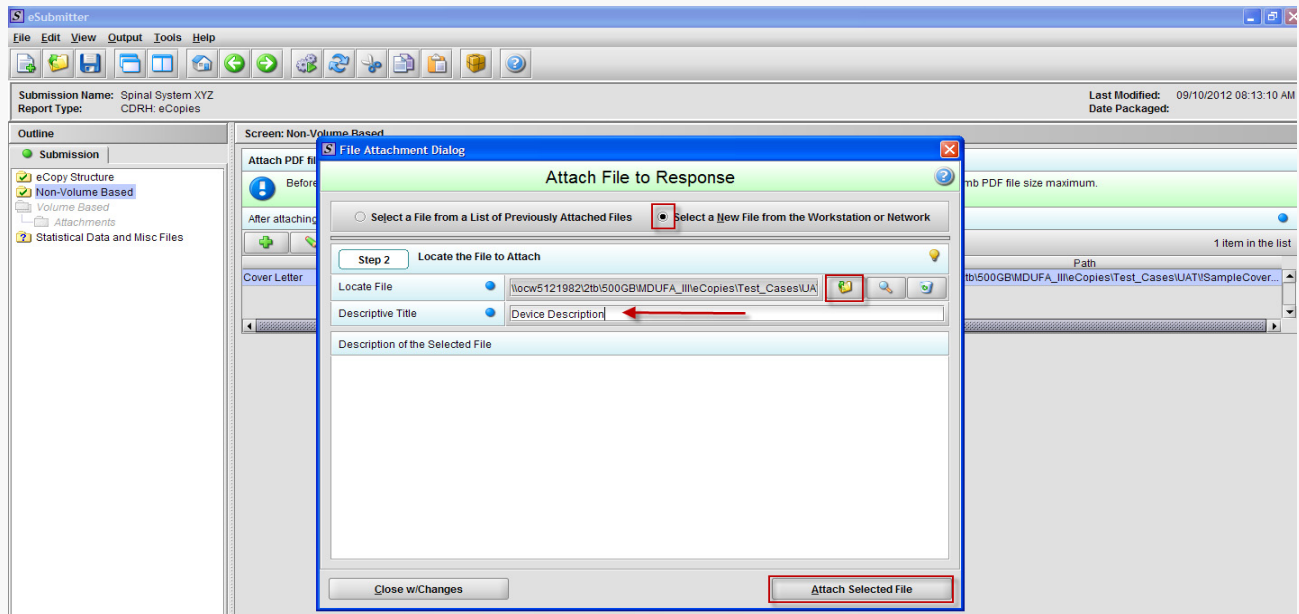 S eSubmitter
File Edit View Output Tools Help
Submission Name: Spinal System XYZ
Last Modified: 09/10/2012 08:13:10 AM
Report Type: CDRH: eCopies
Date Packaged:
Outline
Screen: Non-Volume Based
Submission
eCopy Structure
Non-Volume Based
Volume Based
Attachments
Statistical Data and Misc Files
Attach PDF fil
Before
mb PDF file size maximum.
After attaching
1 item in the list
Path
Cover Letter
tb\500GB\MDUFA_III\eCopies\Test_Cases\UAT\!SampleCover...
S File Attachment Dialog
Attach File to Response
Select a File from a List of Previously Attached Files
Select a New File from the Workstation or Network
Step 2 Locate the File to Attach
Locate File \\ocw5121982\2tb\500GB\MDUFA_III\eCopies\Test_Cases\UA
Descriptive Title Device Description
Description of the Selected File
Close w/Changes Attach Selected File